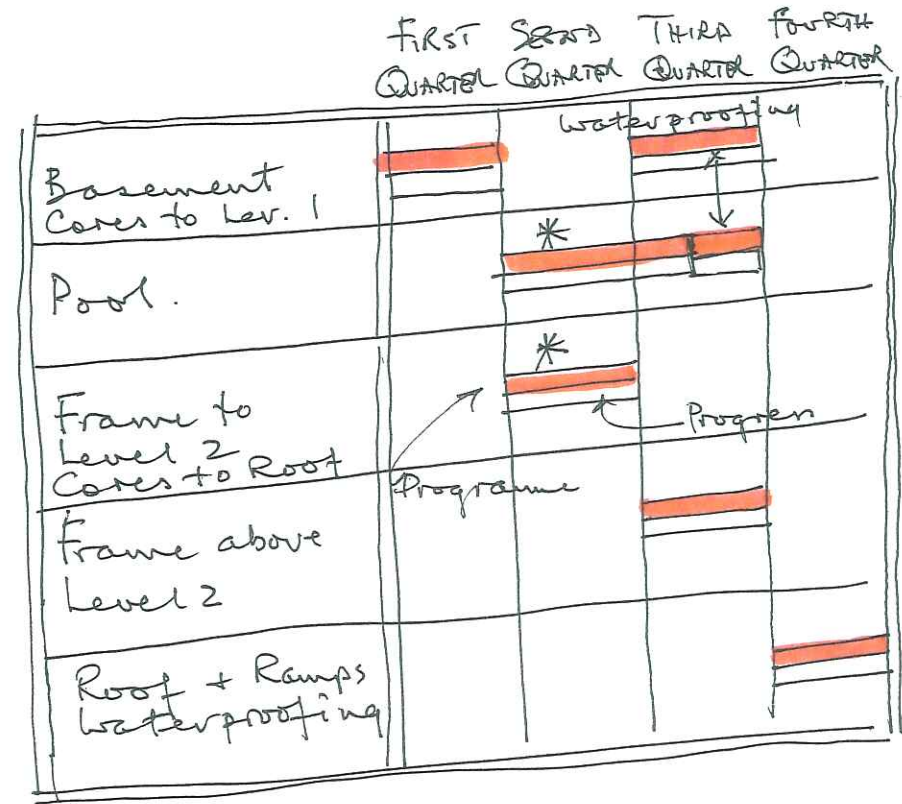 FIRST SECOND THIRD FOURTH
QUARTER QUARTER QUARTER QUARTER
waterproofing
Basement
Cores to Lev. 1
*
Pool.
*
Frame to
Level 2
Cores to Roof
Progress
Programme
Frame above
Level 2
Roof + Ramps
waterproofing